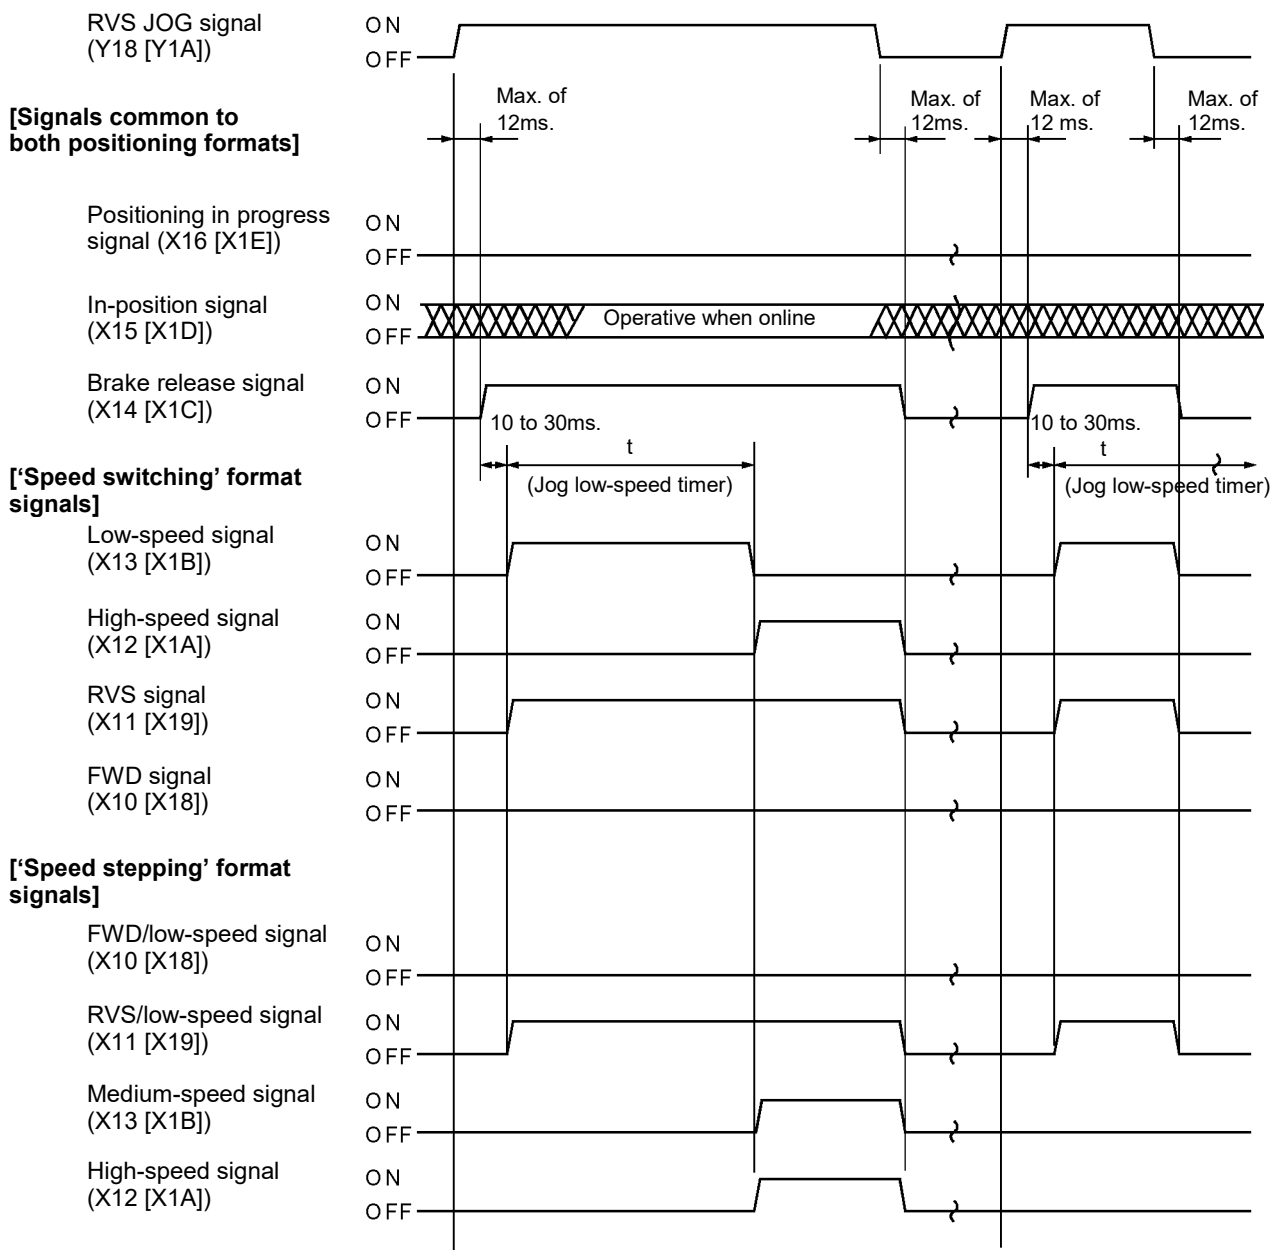 RVS JOG signal
(Y18 [Y1A])
ON
OFF
Max. of
12ms.
Max. of
12ms.
Max. of
12 ms.
Max. of
12ms.
[Signals common to
both positioning formats]
Positioning in progress
signal (X16 [X1E])
ON
OFF
In-position signal
(X15 [X1D])
ON
OFF
Operative when online
Brake release signal
(X14 [X1C])
ON
OFF
10 to 30ms.
t
(Jog low-speed timer)
10 to 30ms.
t
(Jog low-speed timer)
['Speed switching’ format
signals]
Low-speed signal
(X13 [X1B])
ON
OFF
High-speed signal
(X12 [X1A])
ON
OFF
RVS signal
(X11 [X19])
ON
OFF
FWD signal
(X10 [X18])
ON
OFF
[‘Speed stepping’ format
signals]
FWD/low-speed signal
(X10 [X18])
ON
OFF
RVS/low-speed signal
(X11 [X19])
ON
OFF
Medium-speed signal
(X13 [X1B])
ON
OFF
High-speed signal
(X12 [X1A])
ON
OFF